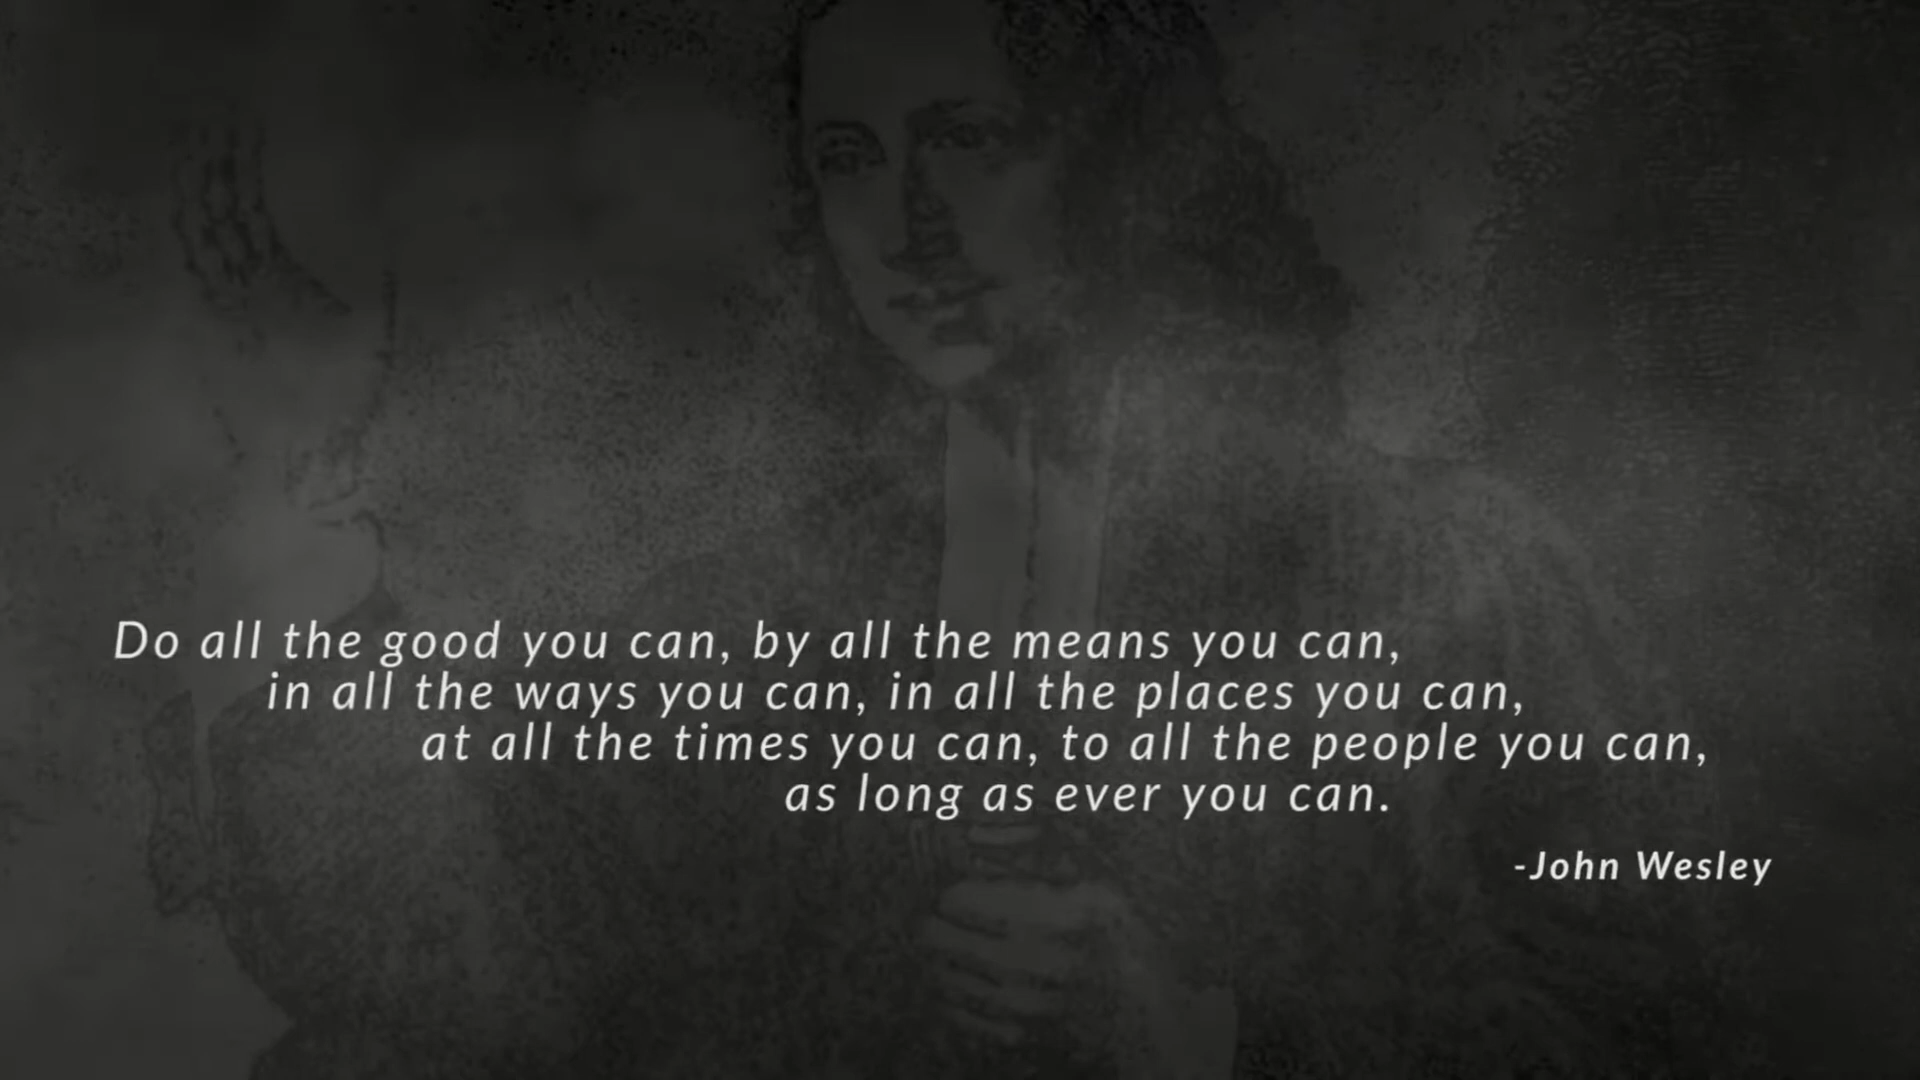 Do all the good you can, by all the means you can,
in all the ways you can, in all the places you can,
at all the times you can, to all the people you can,
as long as ever you can.
-John Wesley